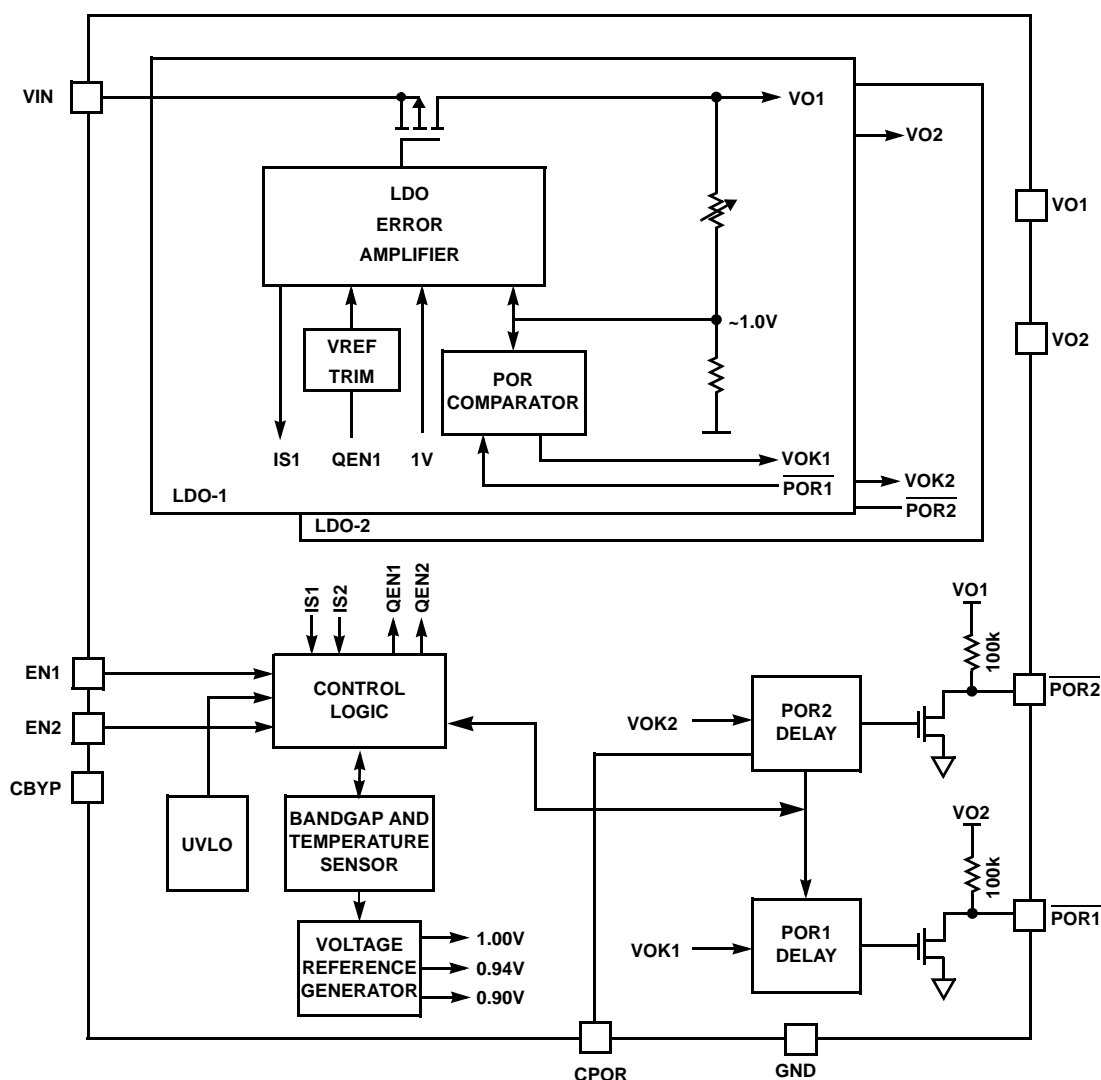 VIN
VO1
VO2
LDO
ERROR
AMPLIFIER
VO1
~1.0V
VO2
VREF
TRIM
POR
COMPARATOR
IS1
QEN1
1V
VOK1
POR1
VOK2
POR2
LDO-1
LDO-2
IS1
IS2
QEN1
QEN2
VO1
100k
EN1
CONTROL
LOGIC
POR2
EN2
VOK2
POR2
DELAY
CBYP
UVLO
BANDGAP AND
TEMPERATURE
SENSOR
VO2
100k
POR1
VOLTAGE
REFERENCE
GENERATOR
1.00V
0.94V
0.90V
VOK1
POR1
DELAY
CPOR
GND